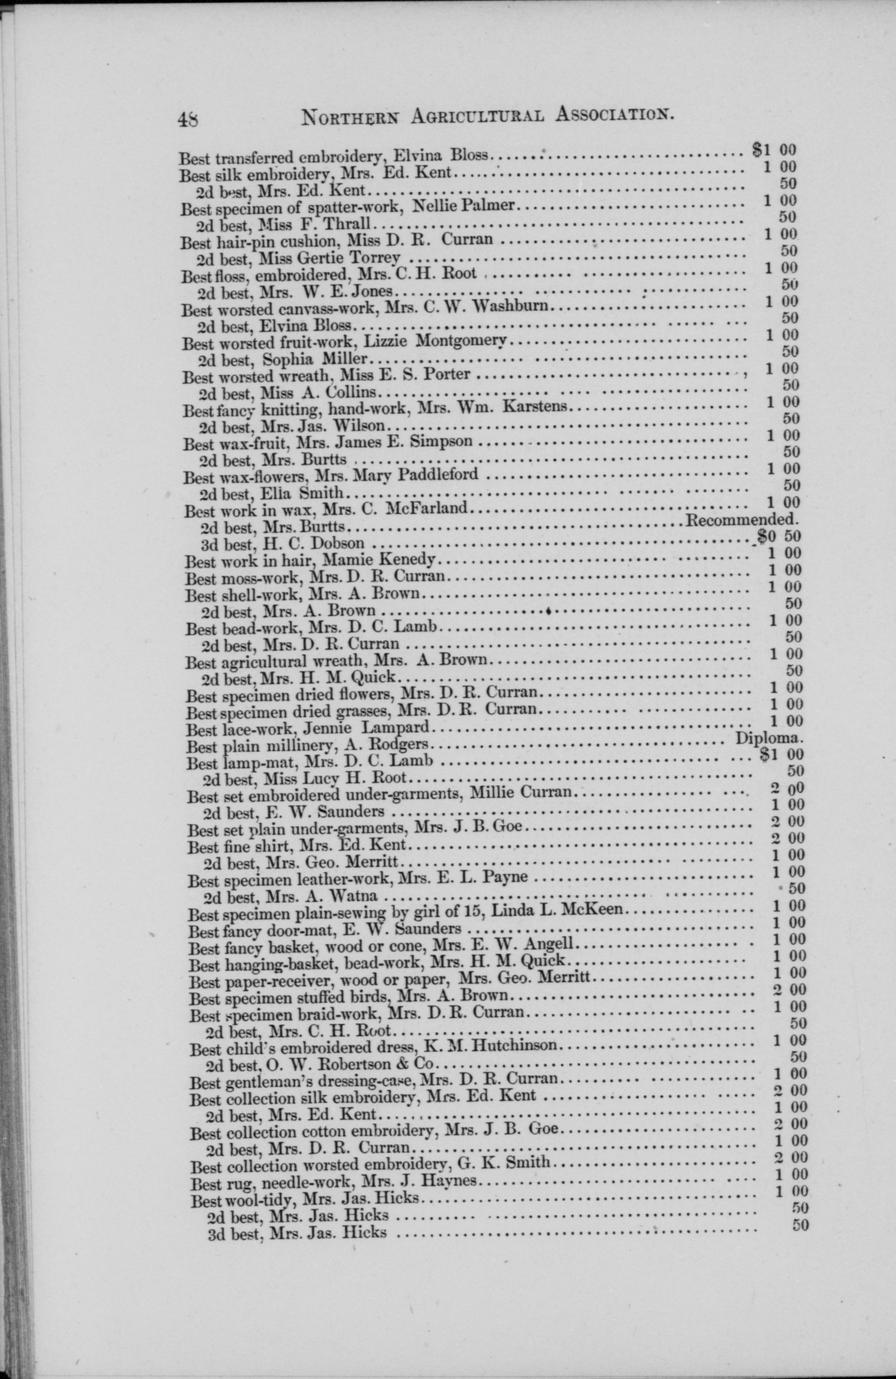 48 NORTHERN AGRICULTURAL ASSOCIATION.
Best transferred embroidery, Elvina Bloss $1 00
Best silk embroidery, Mrs. Ed. Kent 1 00
2d best, Mrs. Ed. Kent 50
Best specimen of spatter-work, Nellie Palmer 1 00
2d best, Miss F. Thrall 50
Best hair-pin cushion, Miss D. R. Curran 1 00
2d best, Miss Gertie Torrey 50
Best floss, embroidered, Mrs. C. H. Root 1 00
2d best, Mrs. W. E. Jones 50
Best worsted canvass-work, Mrs. C. W. Washburn 1 00
2d best, Elvina Bloss 50
Best worsted fruit-work, Lizzie Montgomery 1 00
2d best, Sophia Miller 50
Best worsted wreath, Miss E. S. Porter 1 00
2d best, Miss A. Collins 50
Best fancy knitting, hand-work, Mrs. Wm. Karstens 1 00
2d best, Mrs. Jas. Wilson 50
Best wax-fruit, Mrs. James E. Simpson 1 00
2d best, Mrs. Burtts 50
Best wax-flowers, Mrs. Mary Paddleford 1 00
2d best, Ella Smith 50
Best work in wax, Mrs. C. McFarland 1 00
2d best, Mrs. Burtts Recommended.
3d best, H. C. Dobson $0 50
Best work in hair, Mamie Kenedy 1 00
Best moss-work, Mrs. D. R. Curran 1 00
Best shell-work, Mrs. A. Brown 1 00
2d best, Mrs. A. Brown 50
Best bead-work, Mrs. D. C. Lamb 1 00
2d best, Mrs. D. R. Curran 50
Best agricultural wreath, Mrs. A. Brown 1 00
2d best, Mrs. H. M. Quick 50
Best specimen dried flowers, Mrs. D. R. Curran 1 00
Best specimen dried grasses, Mrs. D. R. Curran 1 00
Best lace-work, Jennie Lampard 1 00
Best plain millinery, A. Rodgers Diploma.
Best lamp-mat, Mrs. D. C. Lamb $1 00
2d best, Miss Lucy H. Root 50
Best set embroidered under-garments, Millie Curran 2 00
2d best, E. W. Saunders 1 00
Best set plain under-garments, Mrs. J. B. Goe 2 00
Best fine shirt, Mrs. Ed. Kent 2 00
2d best, Mrs. Geo. Merritt 1 00
Best specimen leather-work, Mrs. E. L. Payne 1 00
2d best, Mrs. A. Watna 50
Best specimen plain-sewing by girl of 15, Linda L. McKeen 1 00
Best fancy door-mat, E. W. Saunders 1 00
Best fancy basket, wood or cone, Mrs. E. W. Angell 1 00
Best hanging-basket, bead-work, Mrs. H. M. Quick 1 00
Best paper-receiver, wood or paper, Mrs. Geo. Merritt 1 00
Best specimen stuffed birds, Mrs. A. Brown 2 00
Best specimen braid-work, Mrs. D. R. Curran 1 00
2d best, Mrs. C. H. Root 50
Best child's embroidered dress, K. M. Hutchinson 1 00
2d best, O. W. Robertson & Co. 50
Best gentleman's dressing-case, Mrs. D. R. Curran 1 00
Best collection silk embroidery, Mrs. Ed. Kent 2 00
2d best, Mrs. Ed. Kent 1 00
Best collection cotton embroidery, Mrs. J. B. Goe 2 00
2d best, Mrs. D. R. Curran 1 00
Best collection worsted embroidery, G. K. Smith 2 00
Best rug, needle-work, Mrs. J. Haynes 1 00
Best wool-tidy, Mrs. Jas. Hicks 1 00
2d best, Mrs. Jas. Hicks 50
3d best, Mrs. Jas. Hicks 50